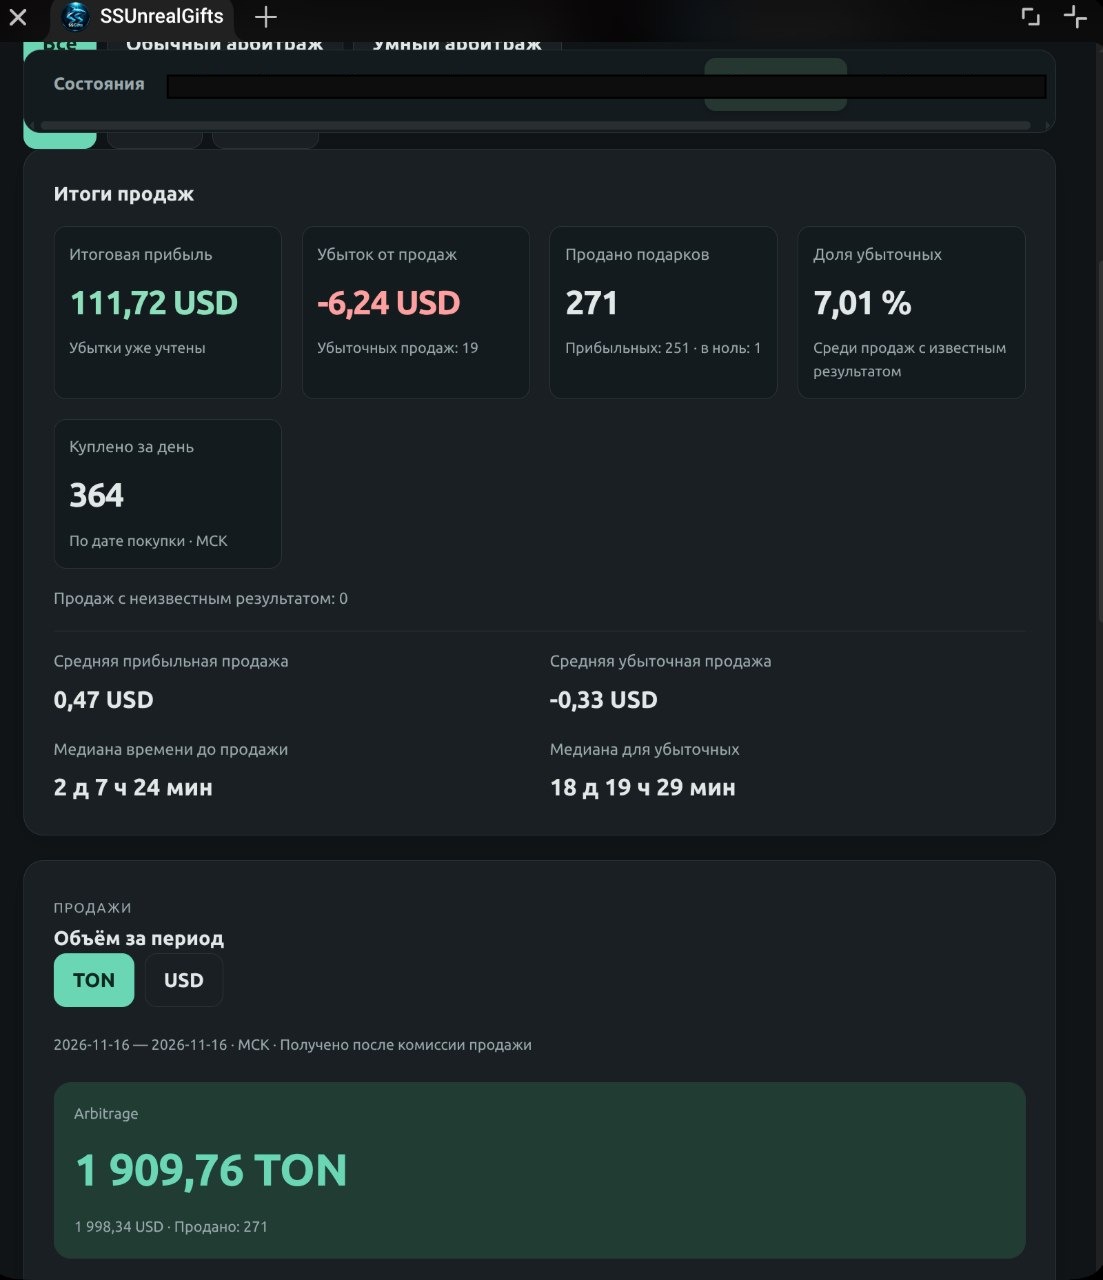 SSUnrealGifts
Все Обычный арбитраж Умный арбитраж
Состояния
Итоги продаж
Итоговая прибыль
111,72 USD
Убытки уже учтены
Убыток от продаж
-6,24 USD
Убыточных продаж: 19
Продано подарков
271
Прибыльных: 251 · в ноль: 1
Доля убыточных
7,01 %
Среди продаж с известным
результатом
Куплено за день
364
По дате покупки · МСК
Продаж с неизвестным результатом: 0
Средняя прибыльная продажа
0,47 USD
Средняя убыточная продажа
-0,33 USD
Медиана времени до продажи
2 д 7 ч 24 мин
Медиана для убыточных
18 д 19 ч 29 мин
ПРОДАЖИ
Объём за период
TON USD
2026-11-16 — 2026-11-16 · МСК · Получено после комиссии продажи
Arbitrage
1 909,76 TON
1 998,34 USD · Продано: 271